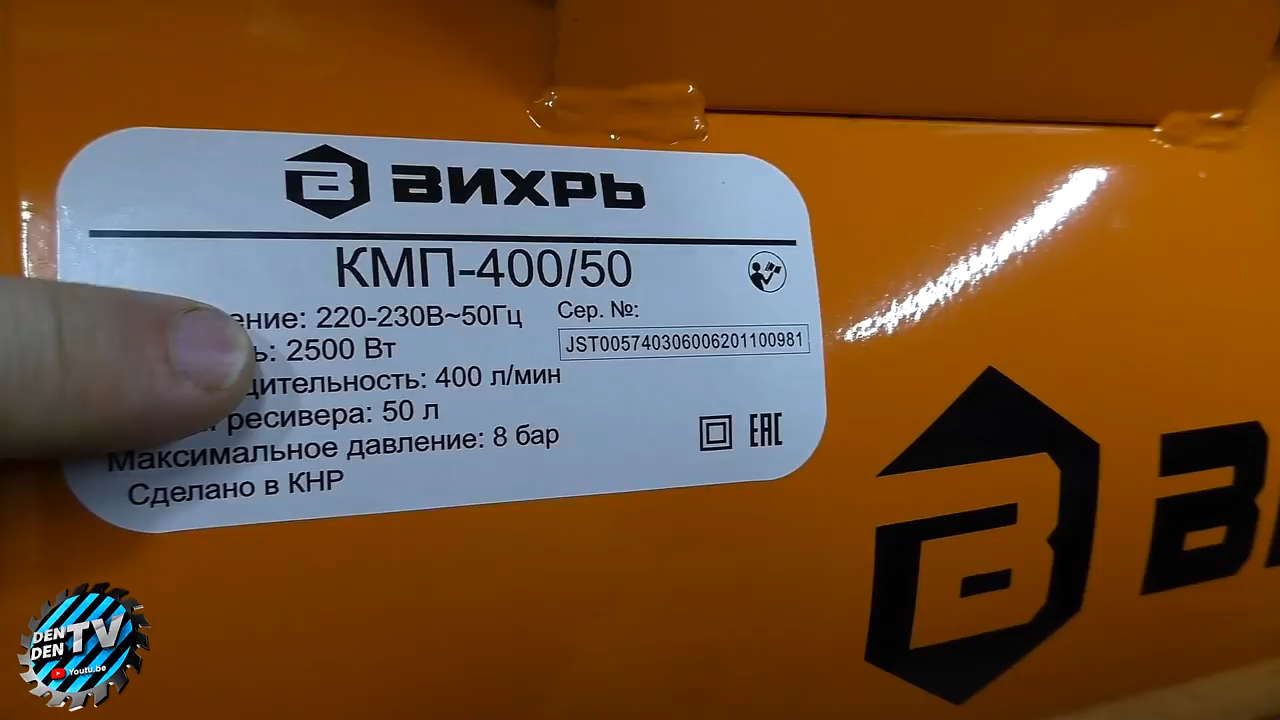 ВИХРЬ
КМП-400/50
ение: 220-230В~50Гц
Сер. №:
ь: 2500 Вт
JST005740306006201100981
дительность: 400 л/мин
ресивера: 50 л
Максимальное давление: 8 бар
Сделано в КНР
EAC
В
DEN
DEN
TV
Youtu.be